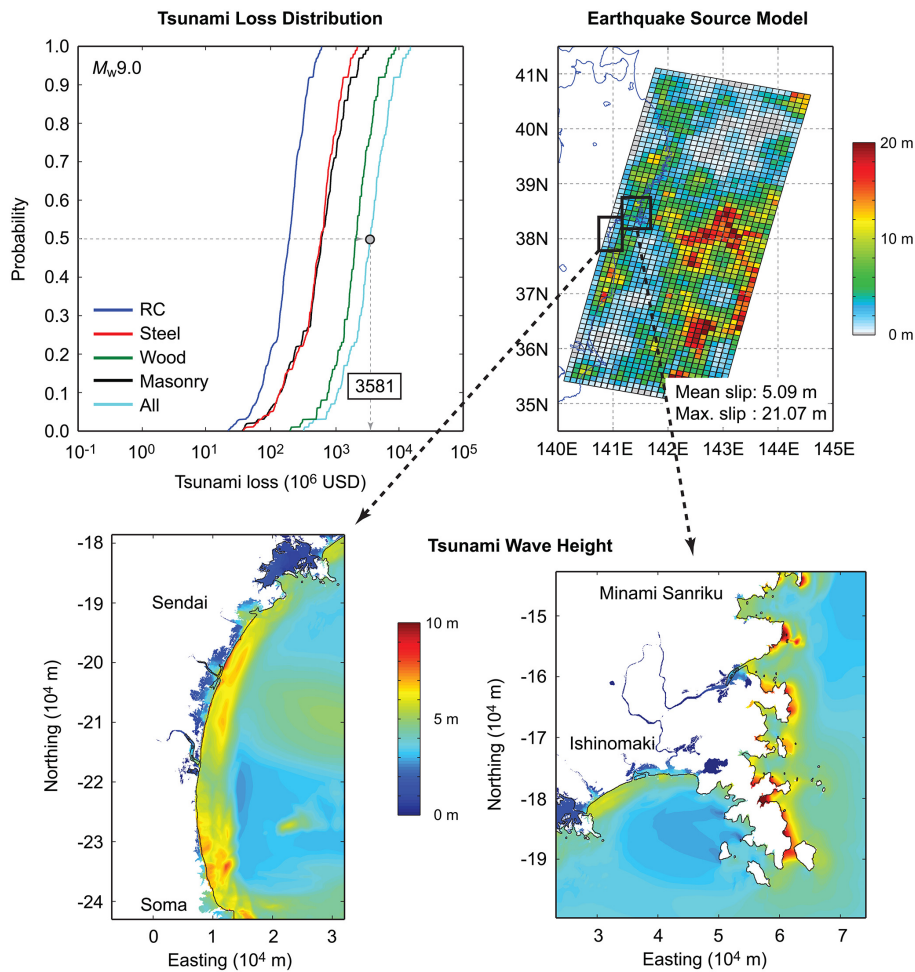 Tsunami Loss Distribution
Earthquake Source Model
1.0
0.9
0.8
0.7
0.6
0.5
0.4
0.3
0.2
0.1
0.0
Probability
Mw9.0
RC
Steel
Wood
Masonry
All
3581
10-1
100
101
102
103
104
105
Tsunami loss (106 USD)
41N
40N
39N
38N
37N
36N
35N
140E
141E
142E
143E
144E
145E
Mean slip: 5.09 m
Max. slip : 21.07 m
20 m
10 m
0 m
Tsunami Wave Height
-18
-19
-20
-21
-22
-23
-24
Northing (104 m)
Sendai
Soma
0
1
2
3
Easting (104 m)
10 m
5 m
0 m
-15
-16
-17
-18
-19
Northing (104 m)
Minami Sanriku
Ishinomaki
3
4
5
6
7
Easting (104 m)